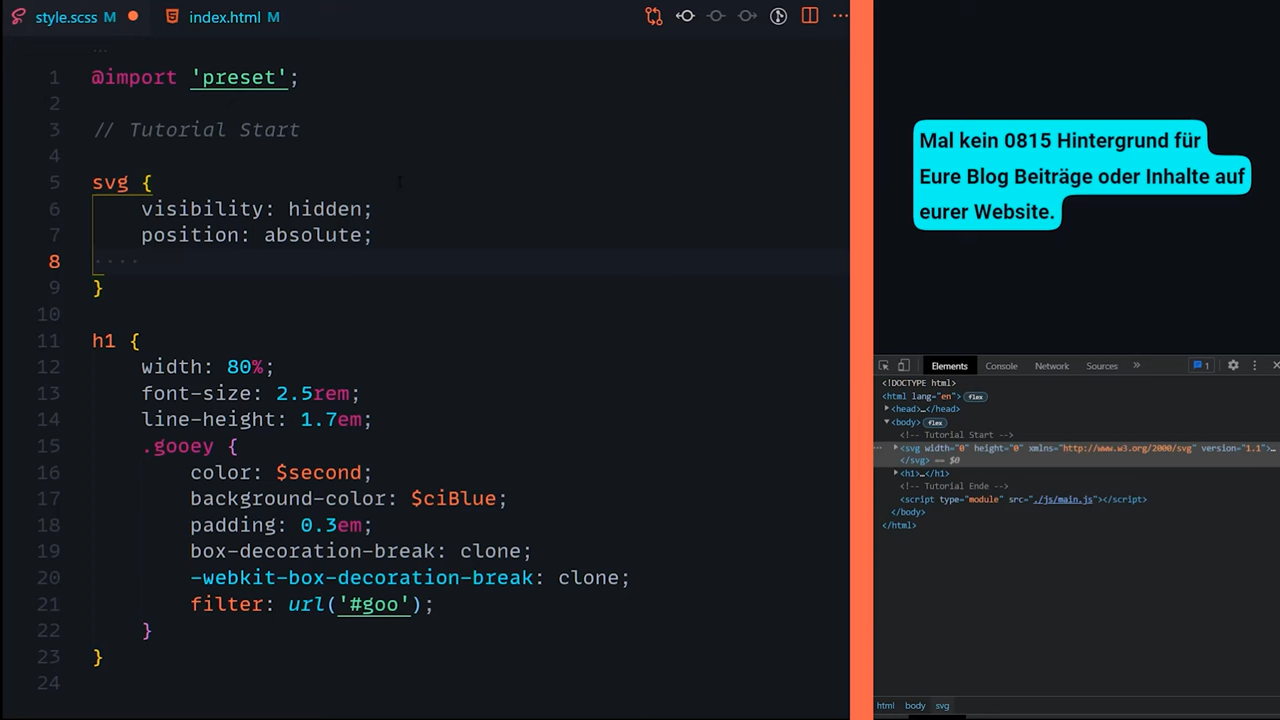 style.scss M
index.html M
1 @import 'preset';
2
3 // Tutorial Start
4
5 svg {
6 visibility: hidden;
7 position: absolute;
8
9 }
10
11 h1 {
12 width: 80%;
13 font-size: 2.5rem;
14 line-height: 1.7em;
15 .gooey {
16 color: $second;
17 background-color: $ciBlue;
18 padding: 0.3em;
19 box-decoration-break: clone;
20 -webkit-box-decoration-break: clone;
21 filter: url('#goo');
22 }
23 }
24
Mal kein 0815 Hintergrund für
Eure Blog Beiträge oder Inhalte auf
eurer Website.
Elements Console Network Sources » 1
<!DOCTYPE html>
<html lang="en"> flex
<head>…</head>
<body> flex
<!-- Tutorial Start -->
<svg width="0" height="0" xmlns="http://www.w3.org/2000/svg" version="1.1">…
</svg> == $0
<h1>…</h1>
<!-- Tutorial Ende -->
<script type="module" src="./js/main.js"></script>
</body>
</html>
html body svg